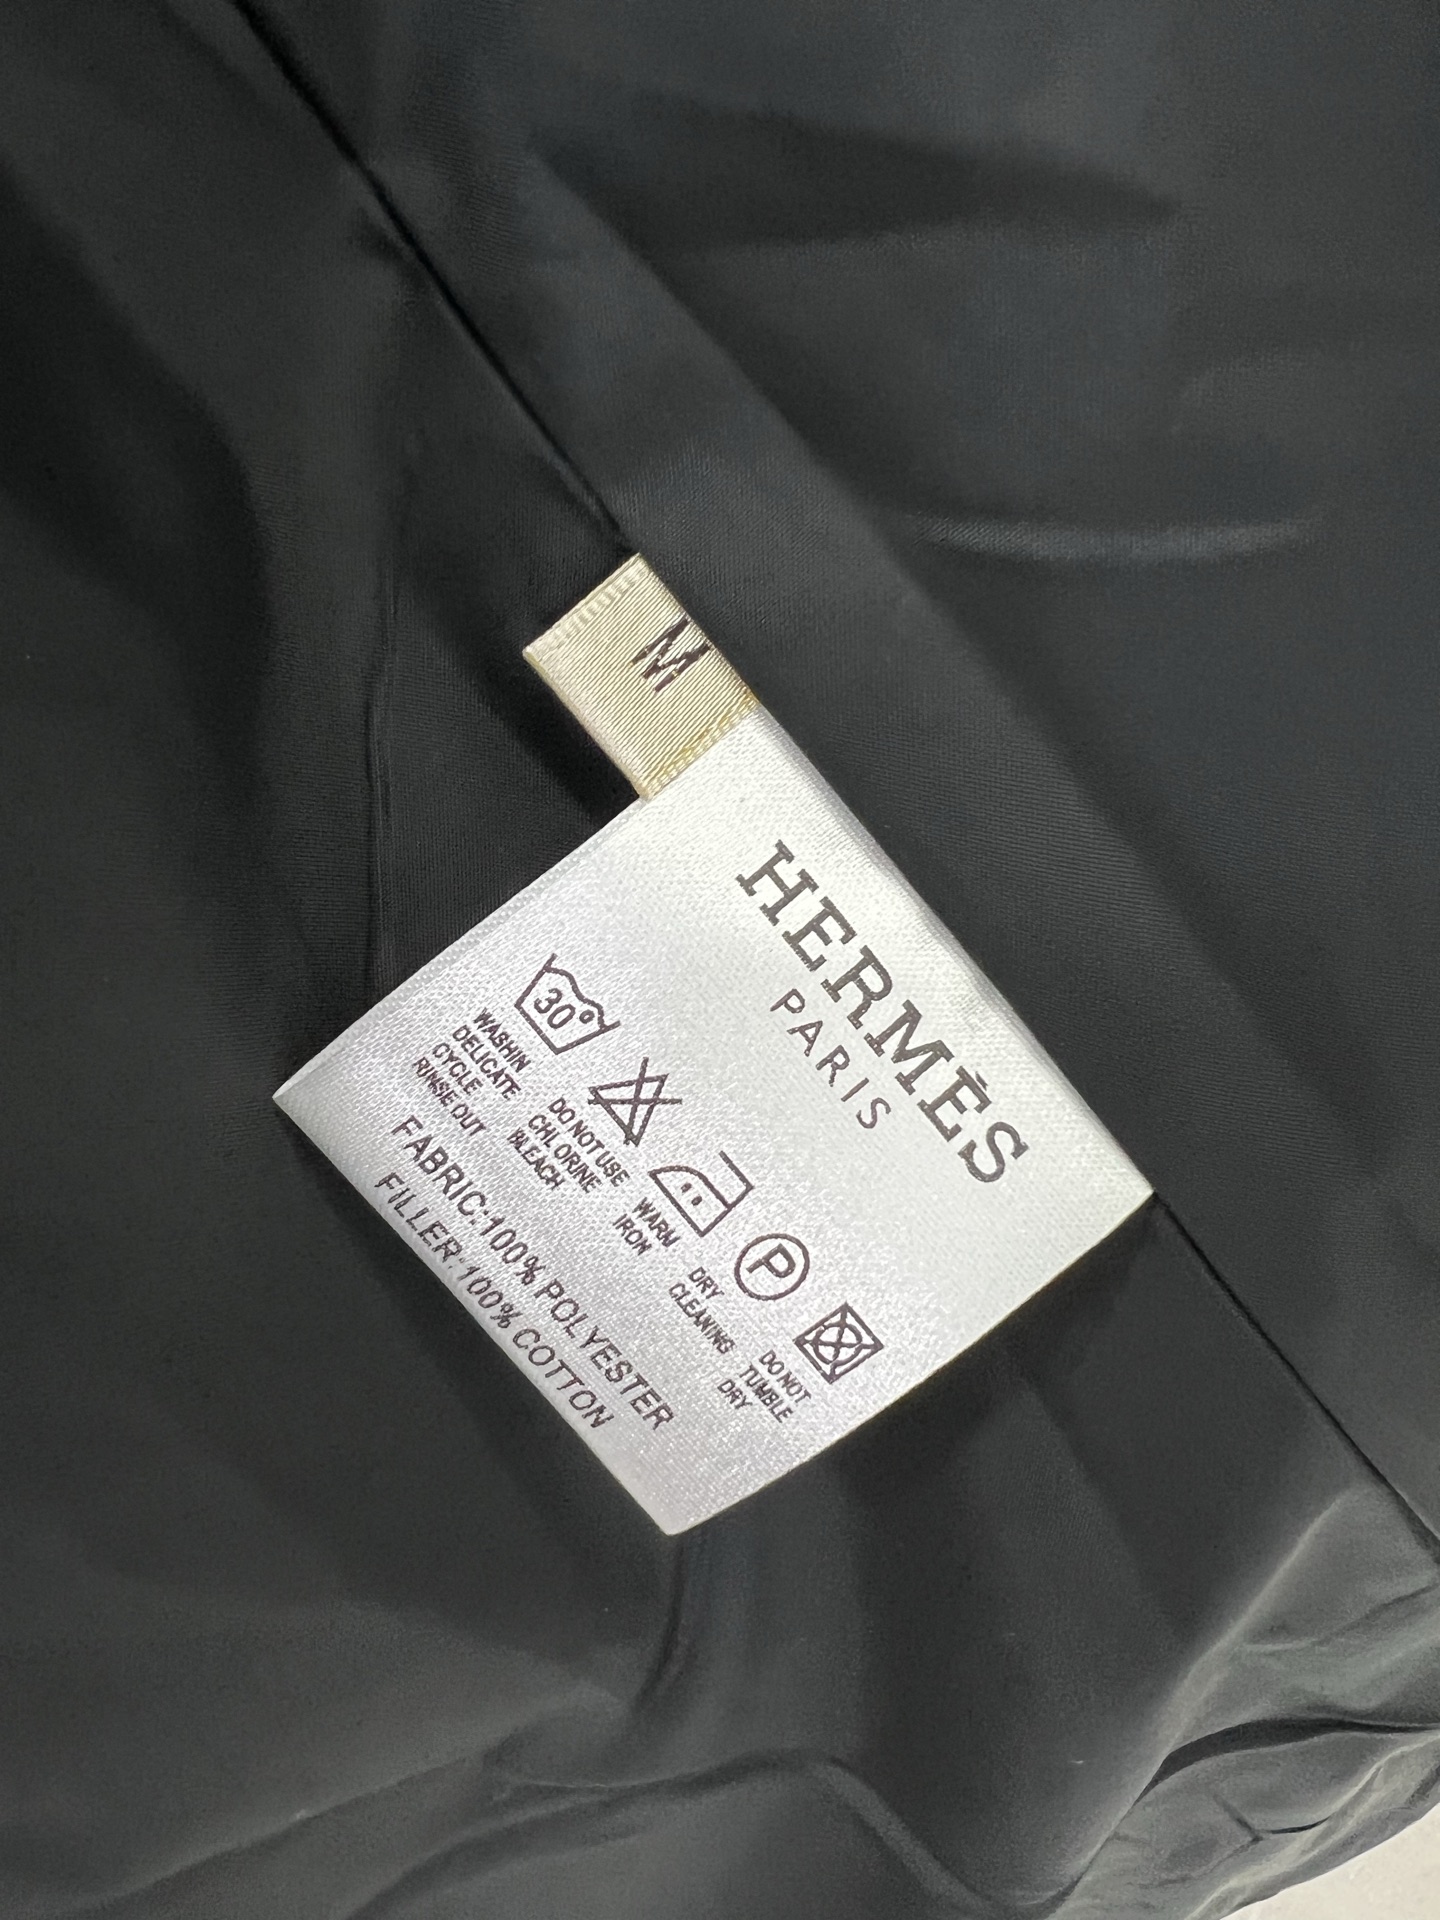 M
HERMÈS
PARIS
30°
WASHIN
DELICATE
CYCLE
RINSE OUT
DO NOT USE
CHLORINE
BLEACH
WARM
IRON
P
DRY
CLEANING
DO NOT
TUMBLE
DRY
FABRIC:100% POLYESTER
FILLER:100% COTTON